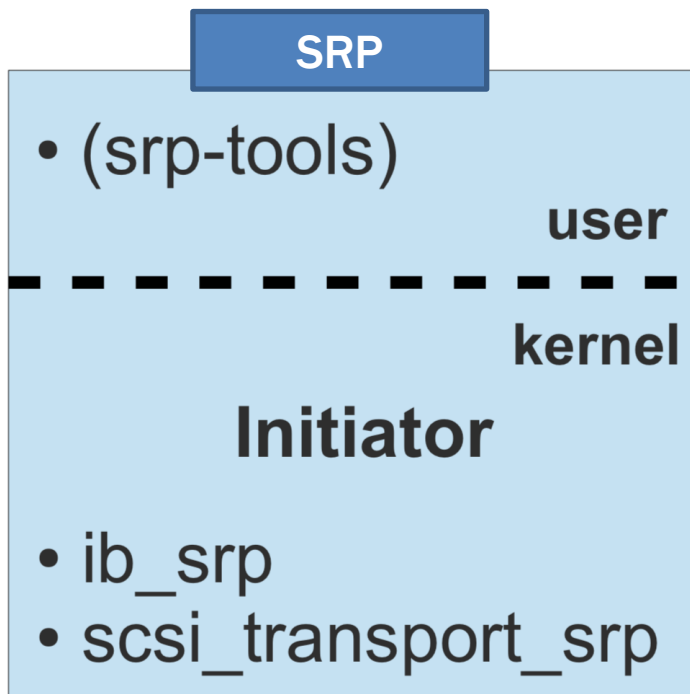 SRP
• (srp-tools)
user
kernel
Initiator
• ib_srp
• scsi_transport_srp